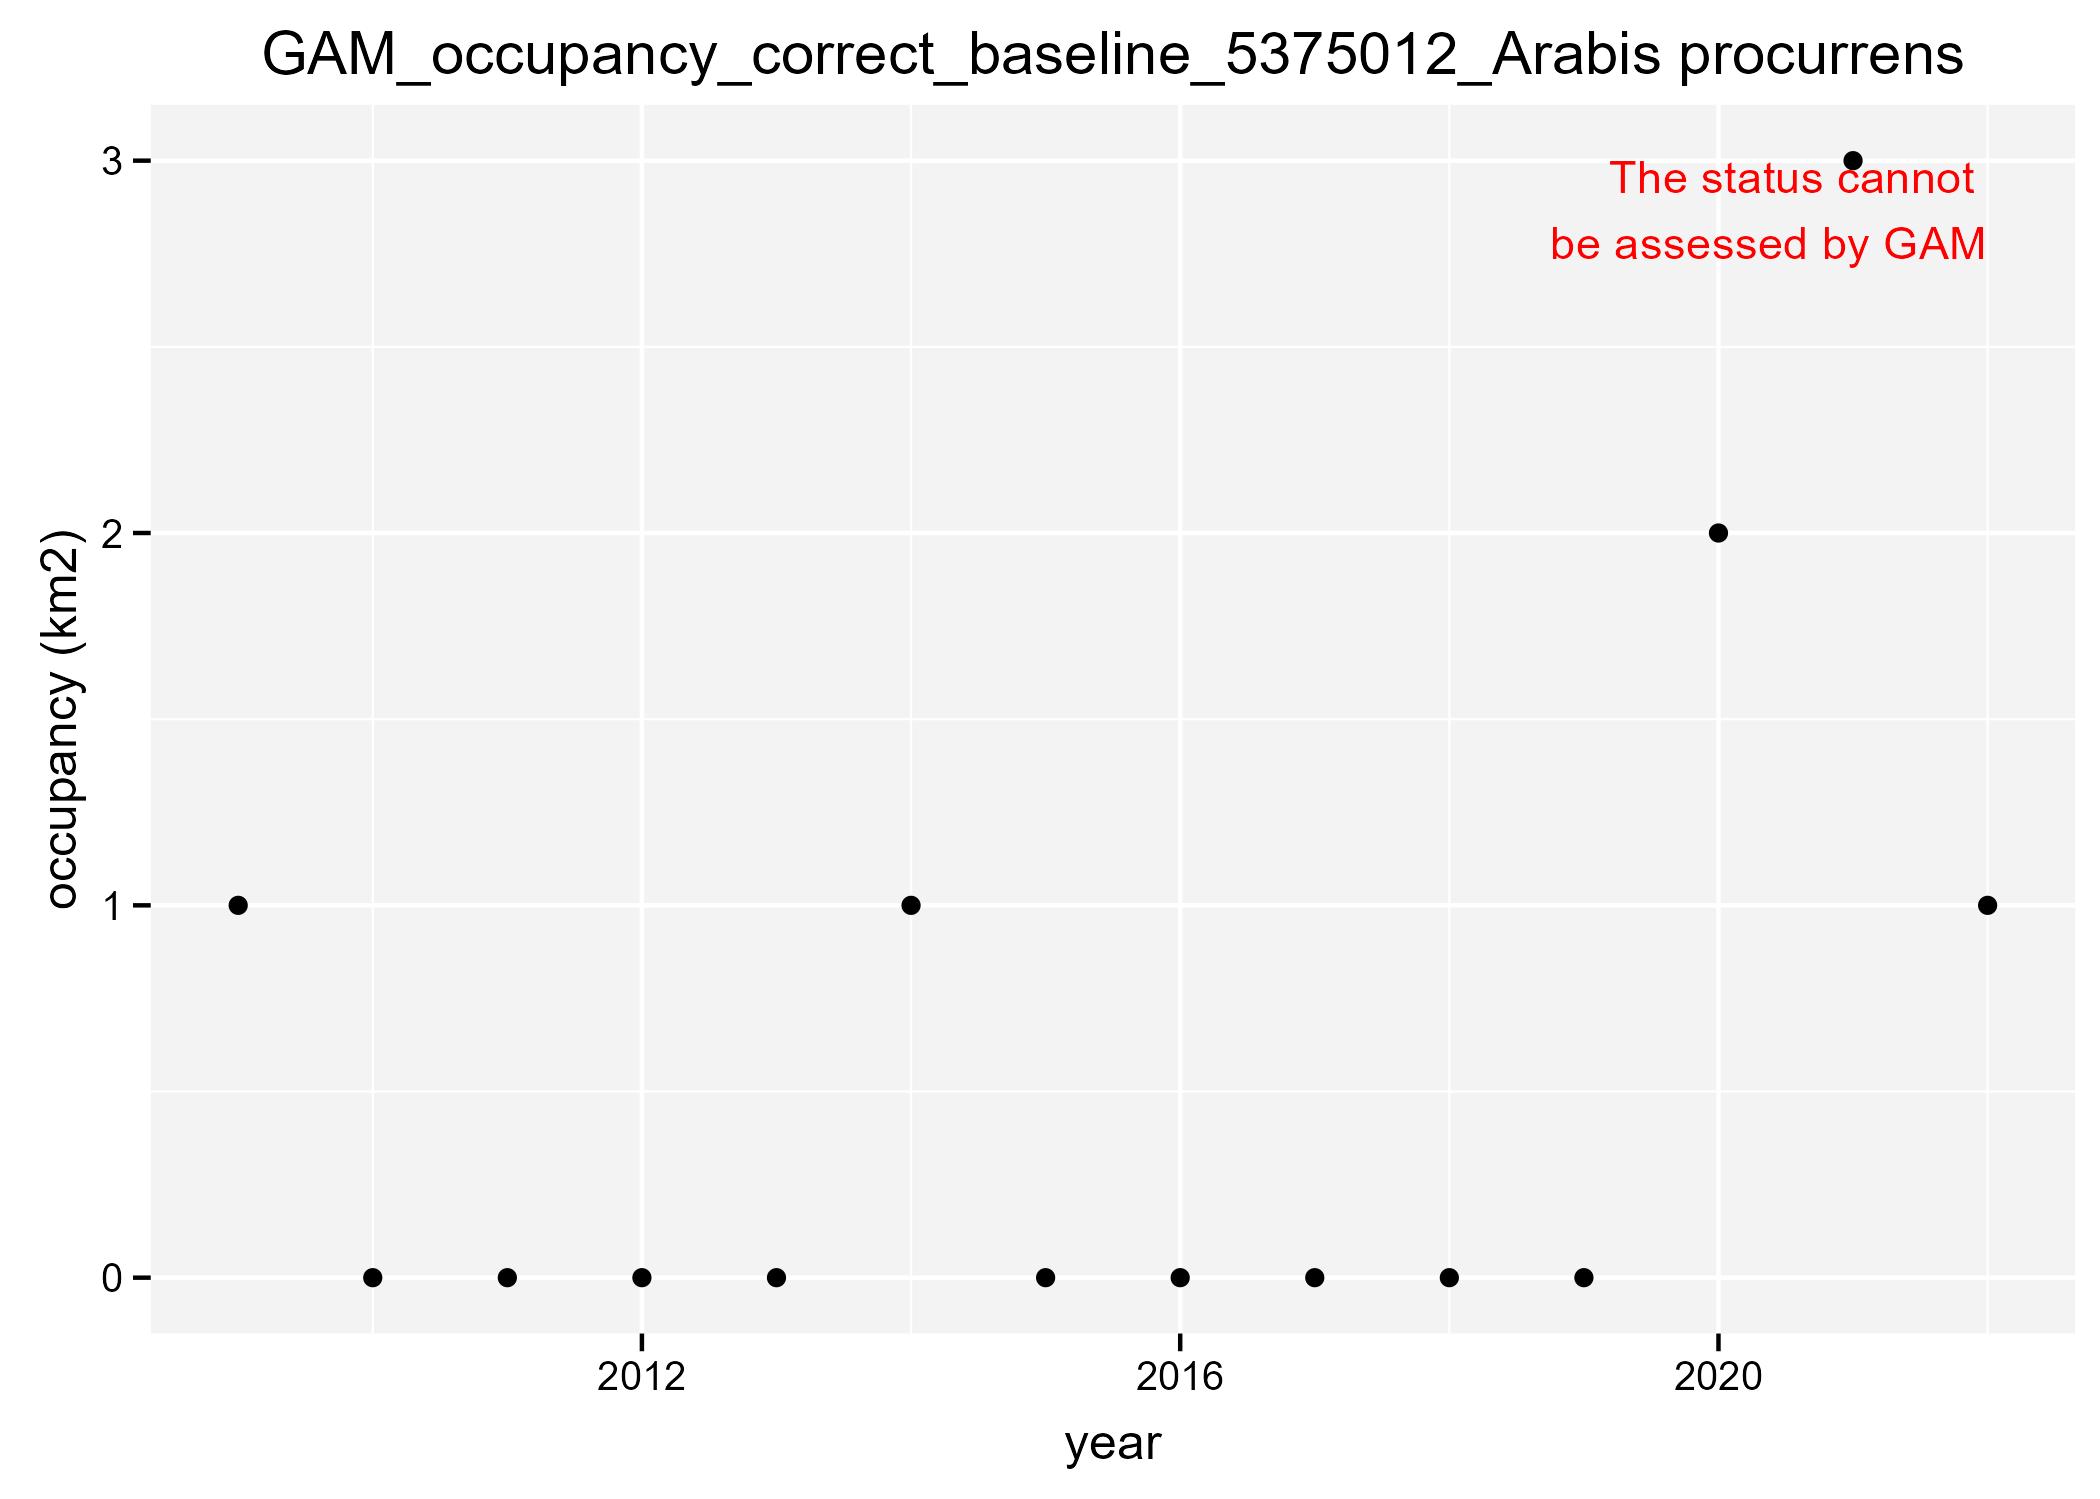 GAM_occupancy_correct_baseline_5375012_Arabis procurrens
3
The status cannot
be assessed by GAM
2
occupancy (km2)
1
0
2012 2016 2020
year